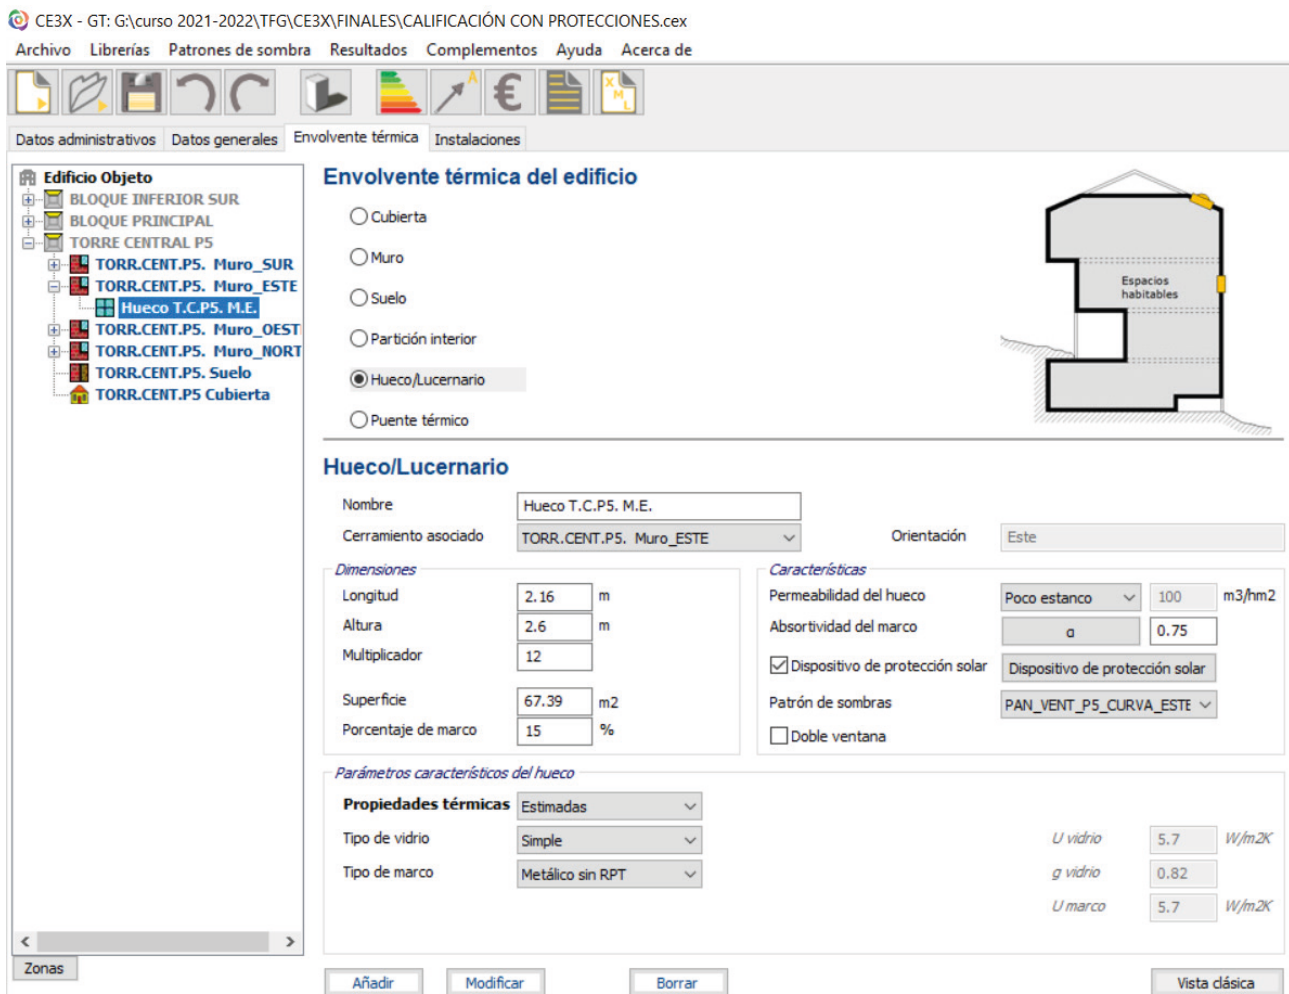 CE3X - GT: G:\curso 2021-2022\TFG\CE3X\FINALES\CALIFICACIÓN CON PROTECCIONES.cex
Archivo Librerías Patrones de sombra Resultados Complementos Ayuda Acerca de
A € X M L
Datos administrativos Datos generales Envolvente térmica Instalaciones
Edificio Objeto
BLOQUE INFERIOR SUR
BLOQUE PRINCIPAL
TORRE CENTRAL P5
TORR.CENT.P5. Muro_SUR
TORR.CENT.P5. Muro_ESTE
Hueco T.C.P5. M.E.
TORR.CENT.P5. Muro_OEST
TORR.CENT.P5. Muro_NORT
TORR.CENT.P5. Suelo
TORR.CENT.P5 Cubierta
Zonas
Envolvente térmica del edificio
Cubierta
Muro
Suelo
Partición interior
Hueco/Lucernario
Puente térmico
Espacios
habitables
Hueco/Lucernario
Nombre Hueco T.C.P5. M.E.
Cerramiento asociado TORR.CENT.P5. Muro_ESTE Orientación Este
Dimensiones
Longitud 2.16 m
Altura 2.6 m
Multiplicador 12
Superficie 67.39 m2
Porcentaje de marco 15 %
Características
Permeabilidad del hueco Poco estanco 100 m3/hm2
Absortividad del marco α 0.75
Dispositivo de protección solar Dispositivo de protección solar
Patrón de sombras PAN_VENT_P5_CURVA_ESTE
Doble ventana
Parámetros característicos del hueco
Propiedades térmicas Estimadas
Tipo de vidrio Simple U vidrio 5.7 W/m2K
Tipo de marco Metálico sin RPT g vidrio 0.82
U marco 5.7 W/m2K
Añadir Modificar Borrar Vista clásica